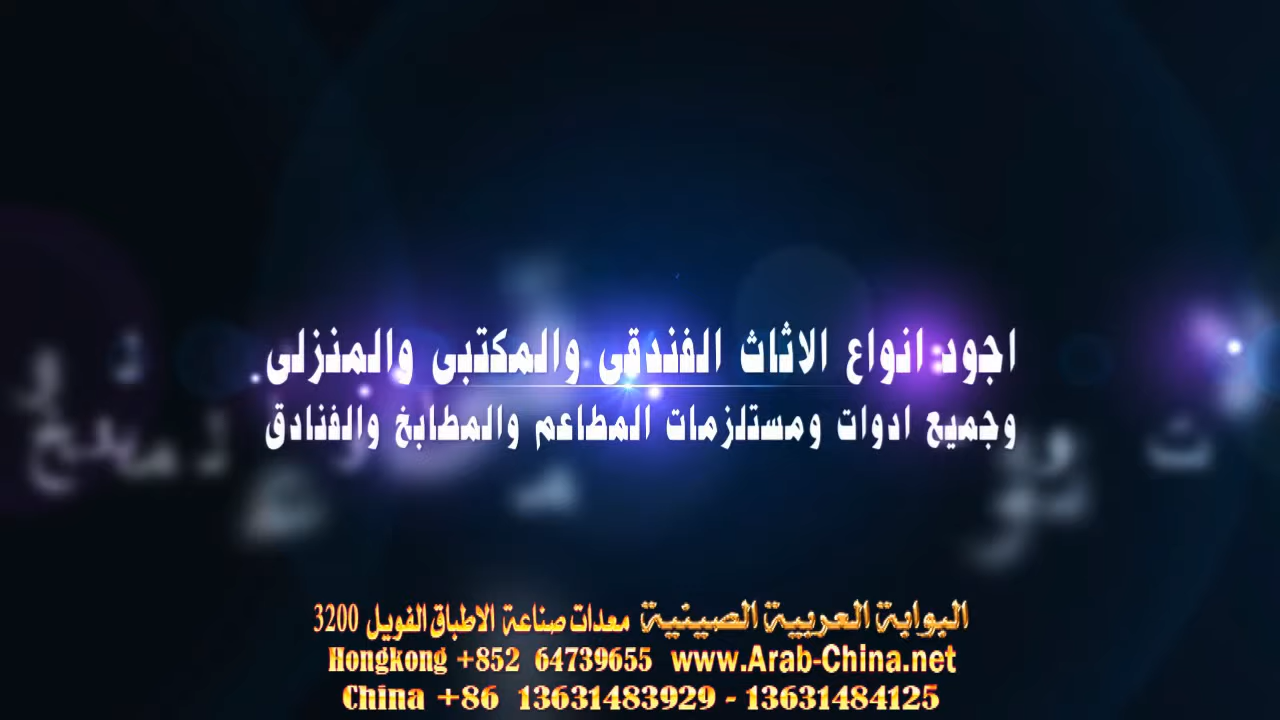 اجود انواع الاثاث الفندقى والمكتبى والمنزلى
وجميع ادوات ومستلزمات المطاعم والمطابخ والفنادق
البوابة العربية الصينية معدات صناعة الاطباق الفويل 3200
Hongkong +852 64739655 www.Arab-China.net
China +86 13631483929 - 13631484125